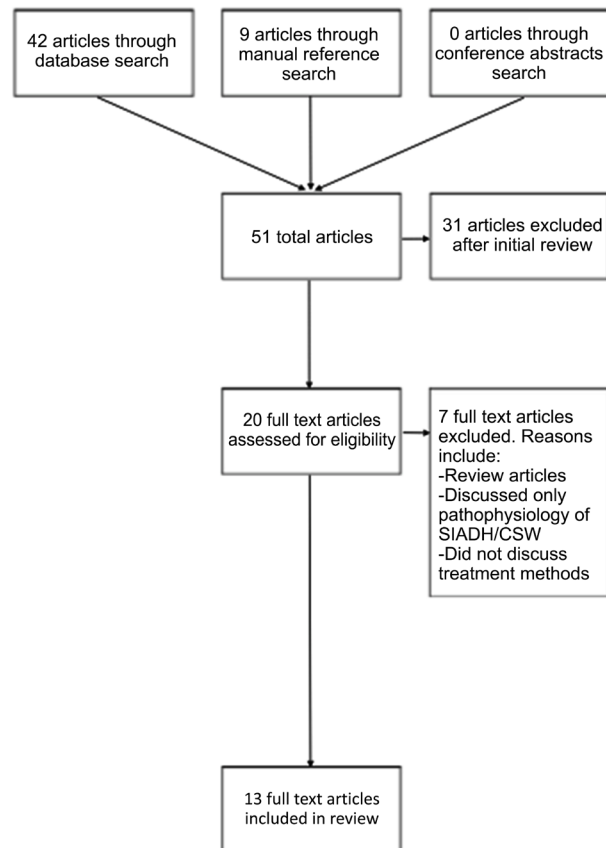 42 articles through
database search
9 articles through
manual reference
search
0 articles through
conference abstracts
search
51 total articles
31 articles excluded
after initial review
20 full text articles
assessed for eligibility
7 full text articles
excluded. Reasons
include:
-Review articles
-Discussed only
pathophysiology of
SIADH/CSW
-Did not discuss
treatment methods
13 full text articles
included in review